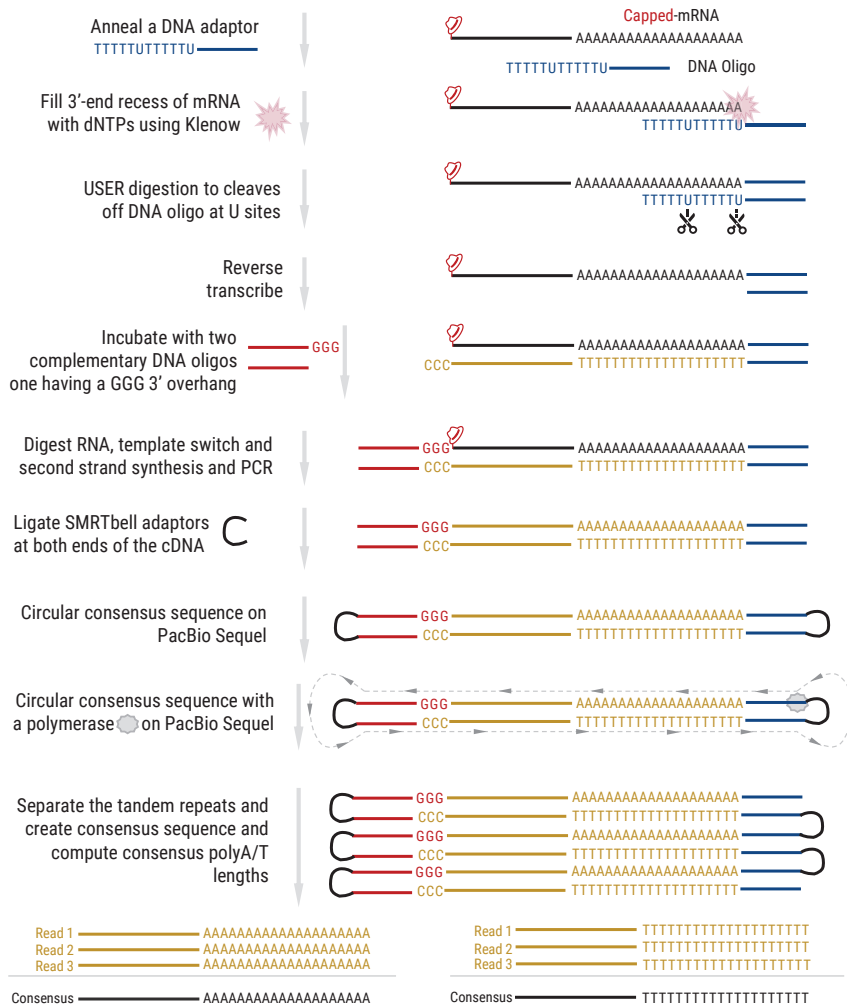 Anneal a DNA adaptor
TTTTTUTTTTTU
Capped-mRNA
AAAAAAAAAAAAAAAAAAAA
TTTTTUTTTTTU DNA Oligo
Fill 3'-end recess of mRNA
with dNTPs using Klenow
AAAAAAAAAAAAAAAAAAAA
TTTTTUTTTTTU
USER digestion to cleaves
off DNA oligo at U sites
AAAAAAAAAAAAAAAAAAAA
TTTTTUTTTTTU
Reverse
transcribe
AAAAAAAAAAAAAAAAAAAA
Incubate with two
complementary DNA oligos
one having a GGG 3' overhang
GGG
AAAAAAAAAAAAAAAAAAAA
CCC TTTTTTTTTTTTTTTTTTTT
Digest RNA, template switch and
second strand synthesis and PCR
GGG AAAAAAAAAAAAAAAAAAAA
CCC TTTTTTTTTTTTTTTTTTTT
Ligate SMRTbell adaptors
at both ends of the cDNA
GGG AAAAAAAAAAAAAAAAAAAA
CCC TTTTTTTTTTTTTTTTTTTT
Circular consensus sequence on
PacBio Sequel
GGG AAAAAAAAAAAAAAAAAAAA
CCC TTTTTTTTTTTTTTTTTTTT
Circular consensus sequence with
a polymerase on PacBio Sequel
GGG AAAAAAAAAAAAAAAAAAAA
CCC TTTTTTTTTTTTTTTTTTTT
Separate the tandem repeats and
create consensus sequence and
compute consensus polyA/T
lengths
GGG AAAAAAAAAAAAAAAAAAAA
CCC TTTTTTTTTTTTTTTTTTTT
GGG AAAAAAAAAAAAAAAAAAAA
CCC TTTTTTTTTTTTTTTTTTTT
GGG AAAAAAAAAAAAAAAAAAAA
CCC TTTTTTTTTTTTTTTTTTTT
Read 1 AAAAAAAAAAAAAAAAAAAA
Read 2 AAAAAAAAAAAAAAAAAAAA
Read 3 AAAAAAAAAAAAAAAAAAAA
Consensus AAAAAAAAAAAAAAAAAAAA
Read 1 TTTTTTTTTTTTTTTTTTTT
Read 2 TTTTTTTTTTTTTTTTTTTT
Read 3 TTTTTTTTTTTTTTTTTTTT
Consensus TTTTTTTTTTTTTTTTTTTT